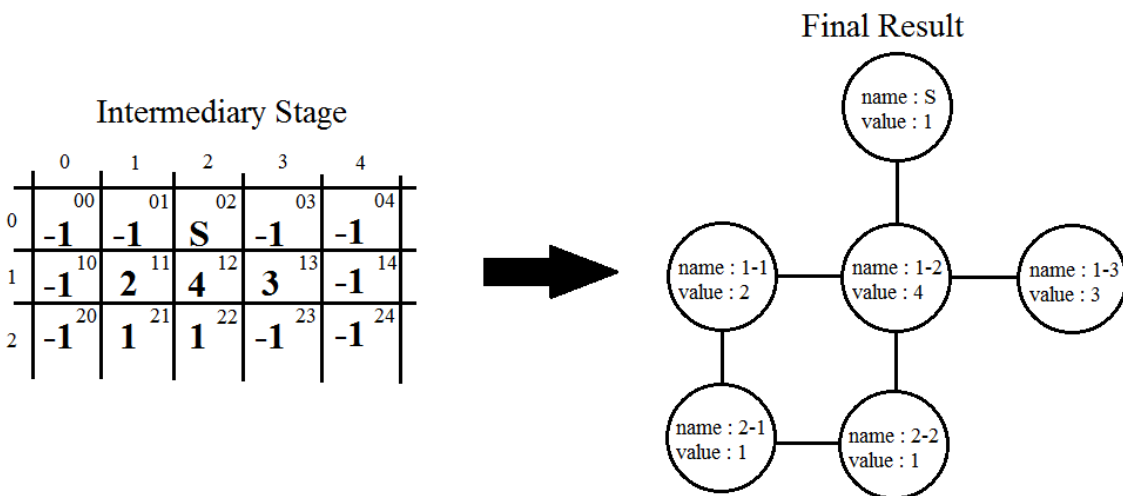 Final Result
name : S
value : 1
Intermediary Stage
0 1 2 3 4
0 -1 00 -1 01 S 02 -1 03 -1 04
1 -1 10 2 11 4 12 3 13 -1 14
2 -1 20 1 21 1 22 -1 23 -1 24
name : 1-1
value : 2
name : 1-2
value : 4
name : 1-3
value : 3
name : 2-1
value : 1
name : 2-2
value : 1